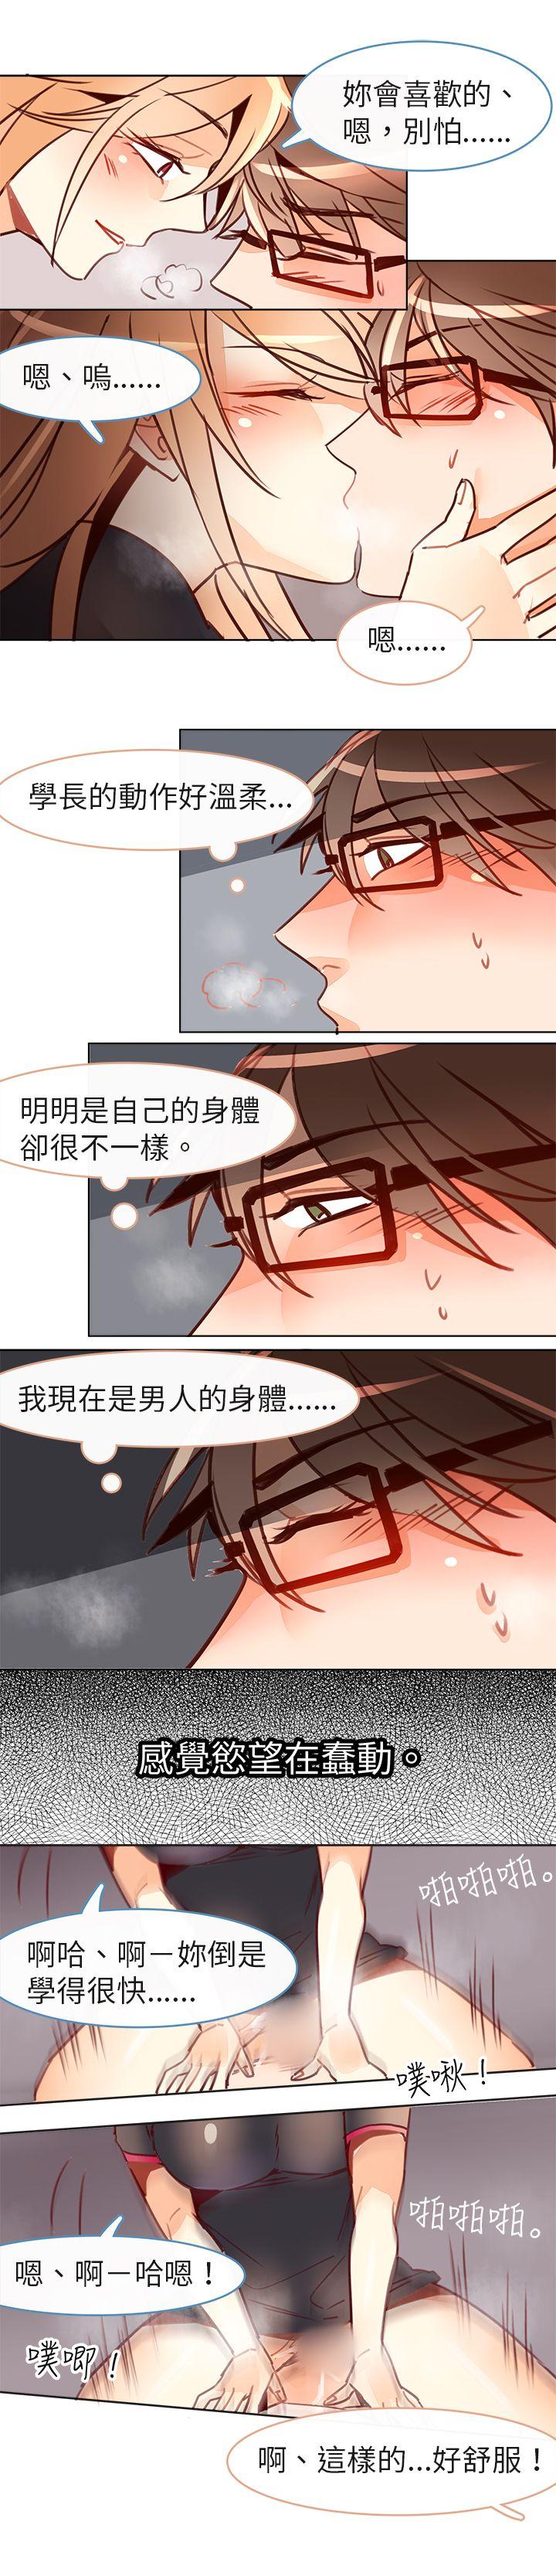 妳會喜歡的、
嗯，別怕……
嗯、嗚……
嗯……
學長的動作好溫柔…
明明是自己的身體
卻很不一樣。
我現在是男人的身體……
感覺慾望在蠢動。
啪啪啪。
啊哈、啊－妳倒是
學得很快……
噗啾！
啪啪啪。
嗯、啊－哈嗯！
噗唧！
啊、這樣的…好舒服！